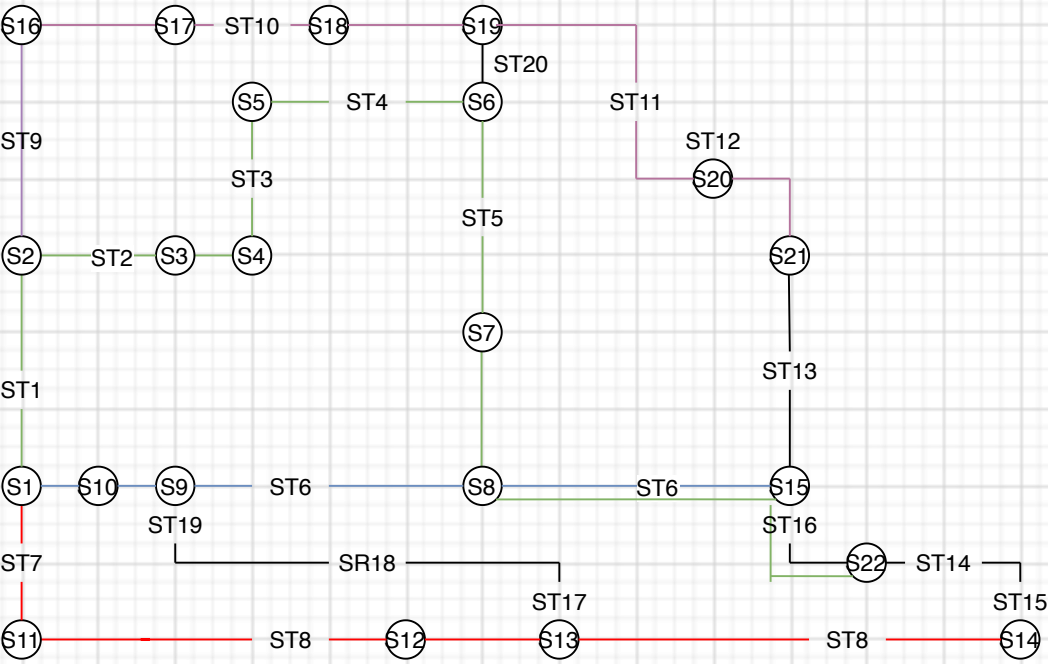 S16 S17 ST10 S18 S19
ST20
S5 ST4 S6 ST11
ST9 ST12
ST3 S20
ST5
S2 ST2 S3 S4 S21
S7
ST13
ST1
S1 S10 S9 ST6 S8 ST6 S15
ST19 ST16
ST7 SR18 S22 ST14
ST17 ST15
S11 ST8 S12 S13 ST8 S14